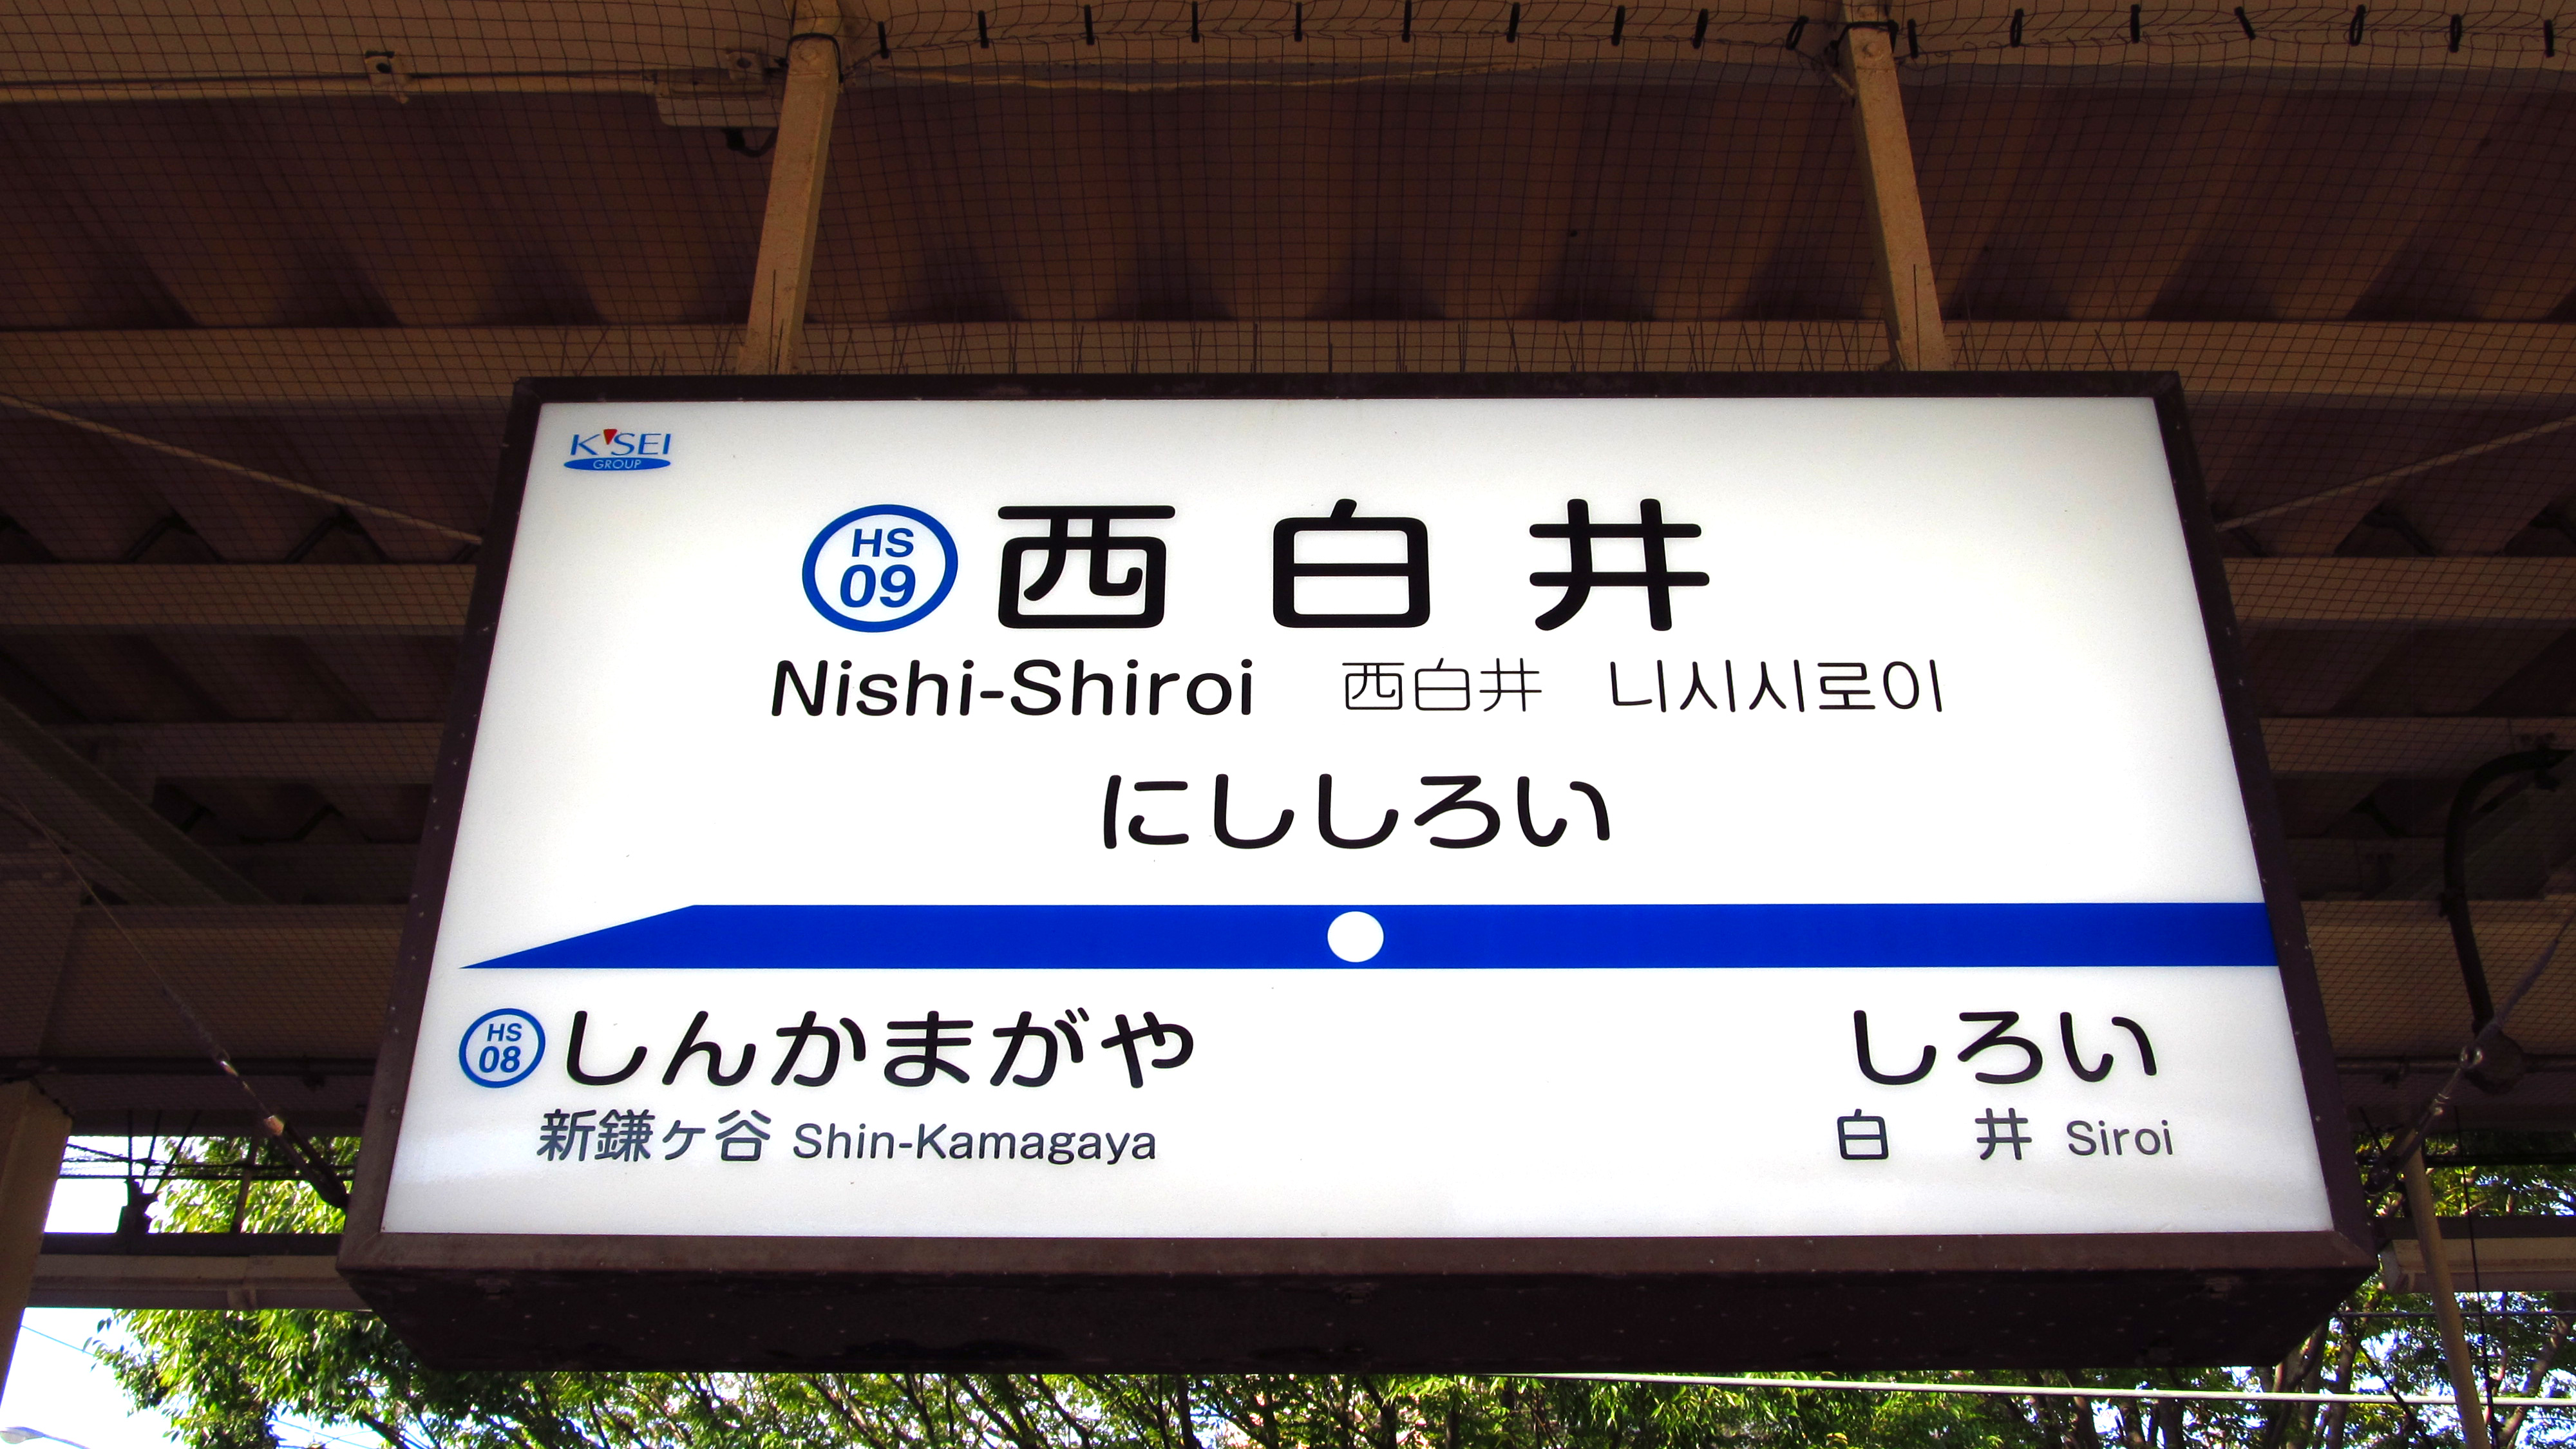 K'SEI
GROUP
HS
09
西白井
Nishi-Shiroi 西白井 니시시로이
にししろい
HS
08
しんかまがや
しろい
新鎌ヶ谷 Shin-Kamagaya
白井 Siroi